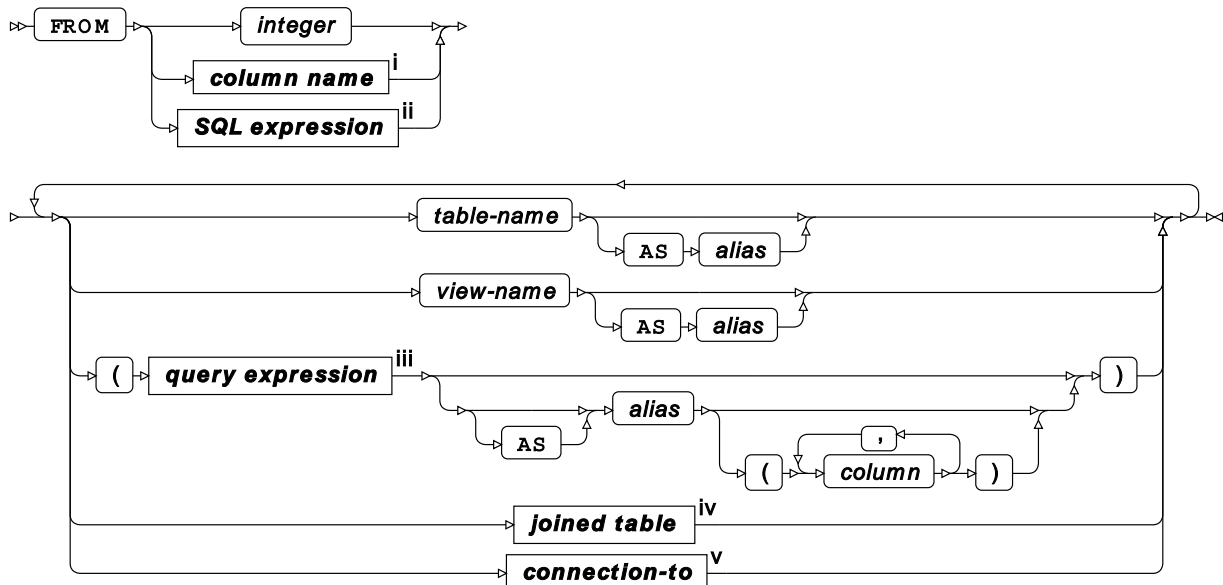 FROM integer
column name i
SQL expression ii
table-name
AS alias
view-name
AS alias
( query expression iii )
AS alias
,
( column )
joined table iv
connection-to v